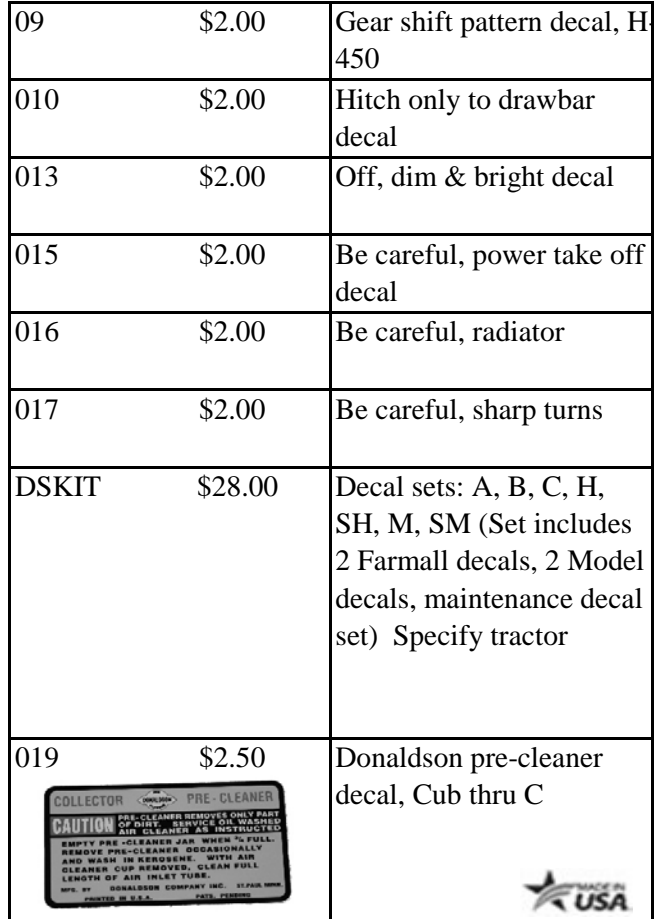 09 $2.00 Gear shift pattern decal, H-
450
010 $2.00 Hitch only to drawbar
decal
013 $2.00 Off, dim & bright decal
015 $2.00 Be careful, power take off
decal
016 $2.00 Be careful, radiator
017 $2.00 Be careful, sharp turns
DSKIT $28.00 Decal sets: A, B, C, H,
SH, M, SM (Set includes
2 Farmall decals, 2 Model
decals, maintenance decal
set) Specify tractor
019 $2.50 Donaldson pre-cleaner
decal, Cub thru C
COLLECTOR DONALDSON PRE-CLEANER
CAUTION PRE-CLEANER REMOVES ONLY PART
OF DIRT. SERVICE OIL WASHED
AIR CLEANER AS INSTRUCTED
EMPTY PRE-CLEANER JAR WHEN ¾ FULL.
REMOVE PRE-CLEANER OCCASIONALLY
AND WASH IN KEROSENE. WITH AIR
CLEANER CUP REMOVED, CLEAN FULL
LENGTH OF AIR INLET TUBE.
MFG. BY DONALDSON COMPANY INC. ST. PAUL, MINN.
PRINTED IN U.S.A. PATS. PENDING
MADE IN
USA